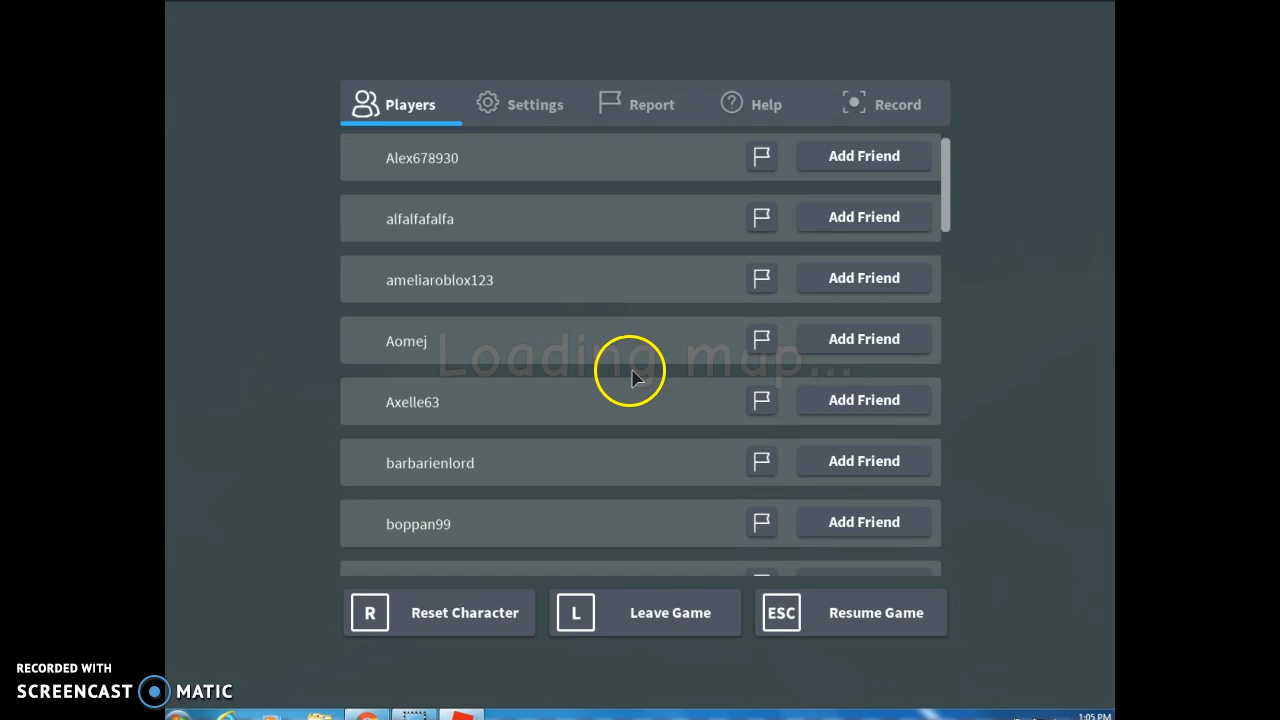 Players Settings Report Help Record
Alex678930 Add Friend
alfalfafalfa Add Friend
ameliaroblox123 Add Friend
Aomej Add Friend
Loading map...
Axelle63 Add Friend
barbarienlord Add Friend
boppan99 Add Friend
R Reset Character L Leave Game ESC Resume Game
RECORDED WITH
SCREENCAST MATIC
1:05 PM